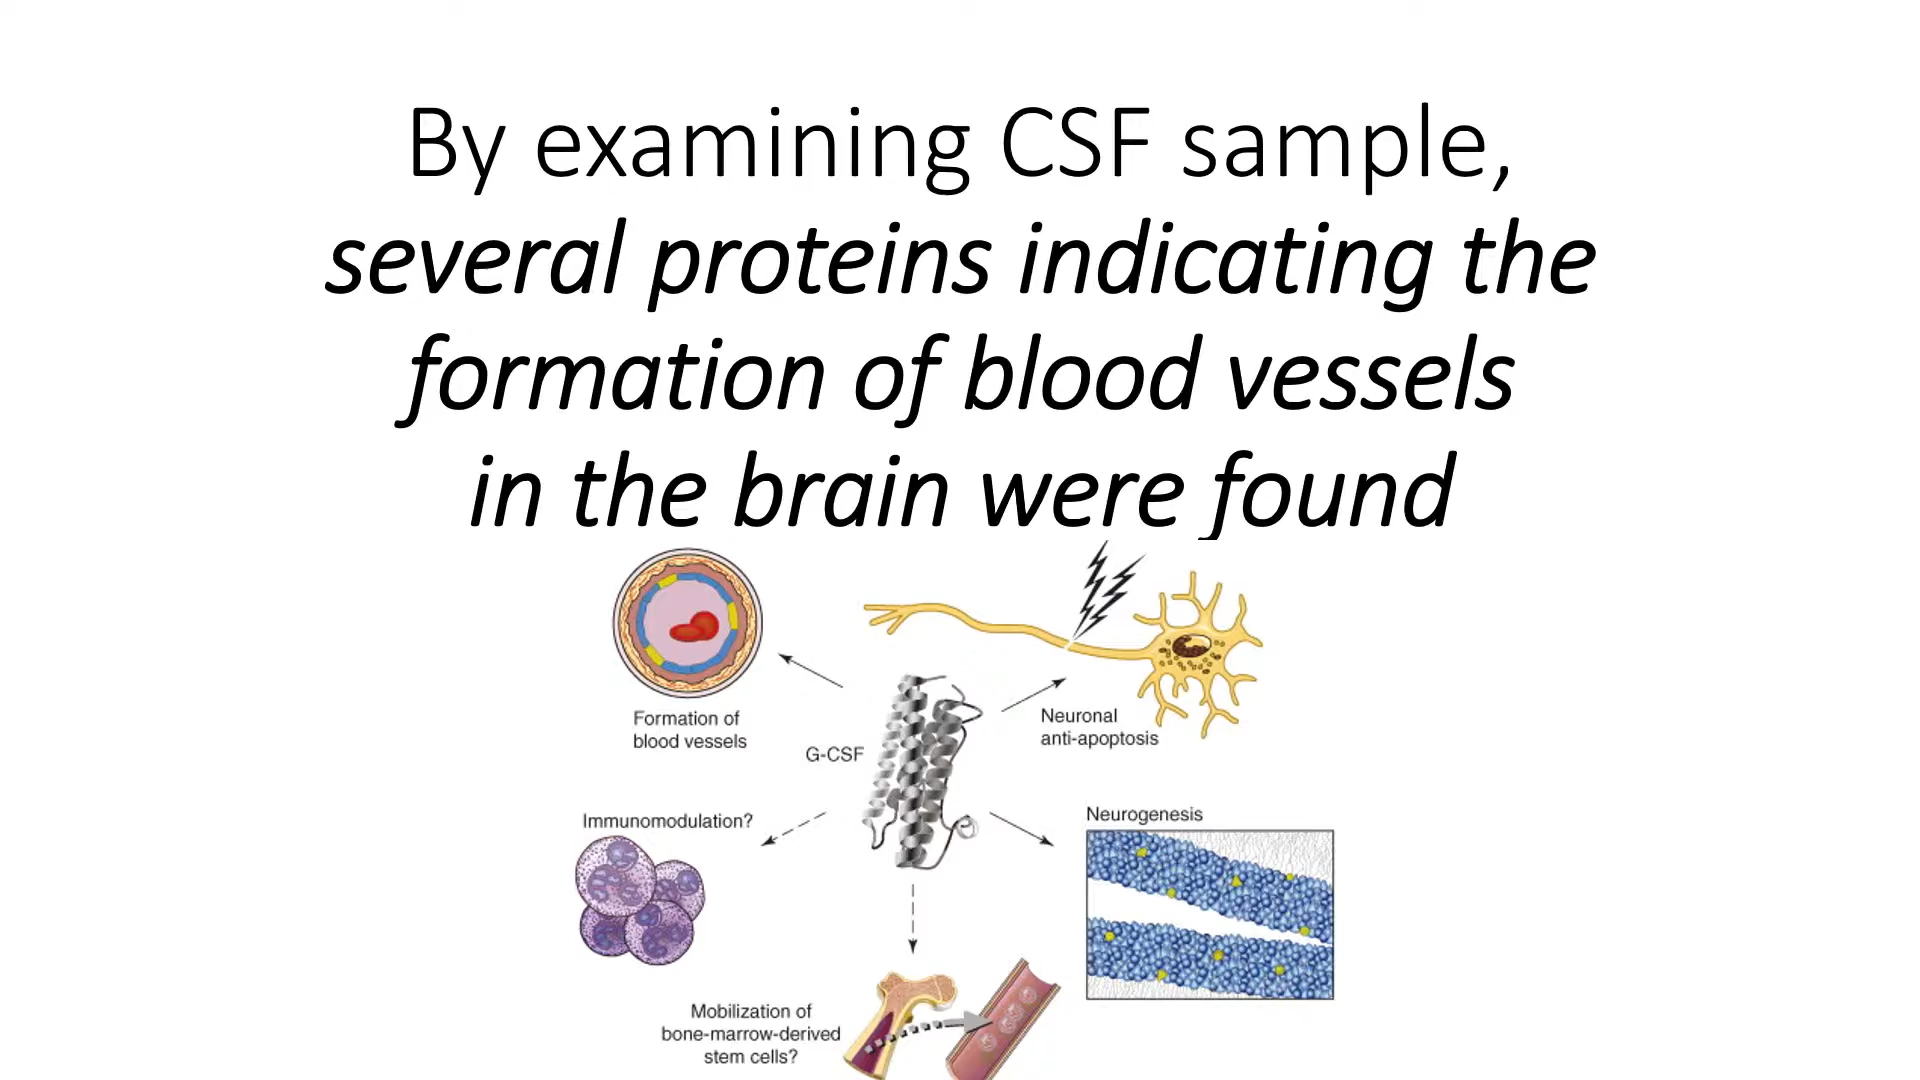 By examining CSF sample,
several proteins indicating the
formation of blood vessels
in the brain were found
Formation of
blood vessels
G-CSF
Neuronal
anti-apoptosis
Immunomodulation?
Neurogenesis
Mobilization of
bone-marrow-derived
stem cells?